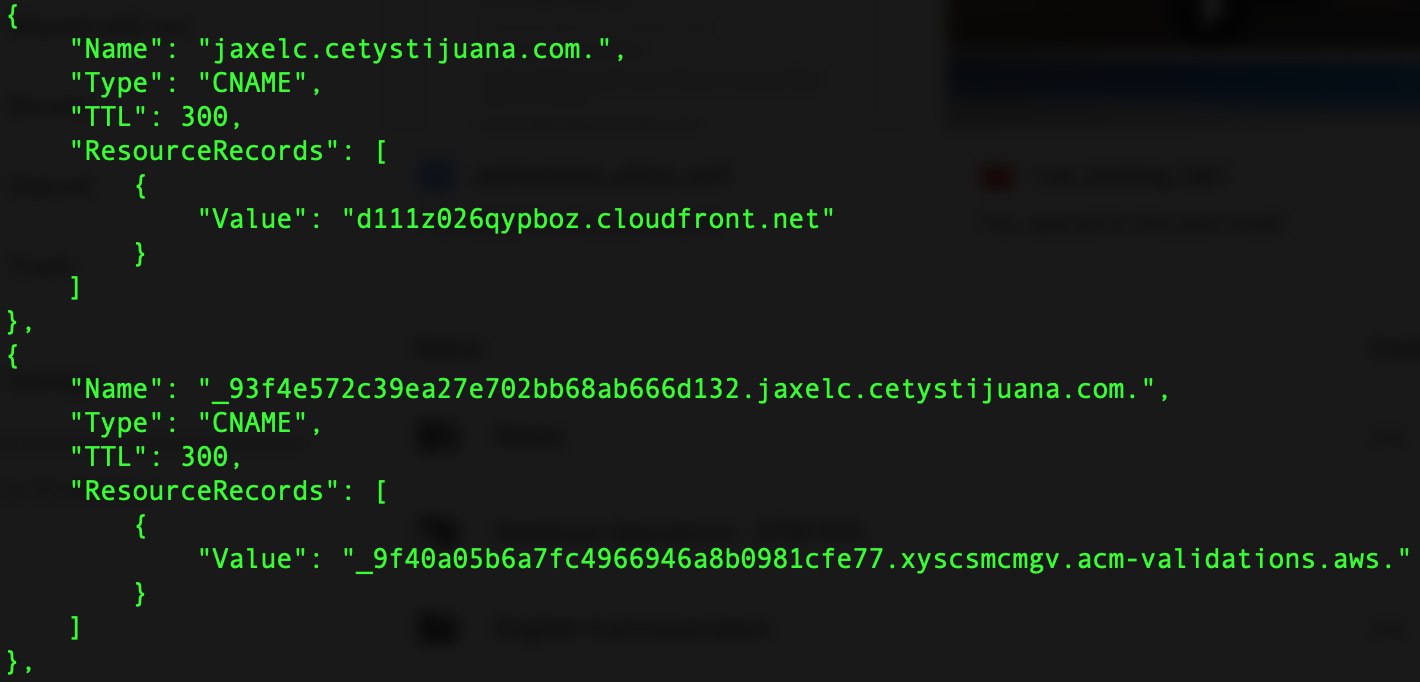 {
    "Name": "jaxelc.cetystijuana.com.",
    "Type": "CNAME",
    "TTL": 300,
    "ResourceRecords": [
        {
            "Value": "d111z026qypboz.cloudfront.net"
        }
    ]
},
{
    "Name": "_93f4e572c39ea27e702bb68ab666d132.jaxelc.cetystijuana.com.",
    "Type": "CNAME",
    "TTL": 300,
    "ResourceRecords": [
        {
            "Value": "_9f40a05b6a7fc4966946a8b0981cfe77.xyscsmcmgv.acm-validations.aws."
        }
    ]
},